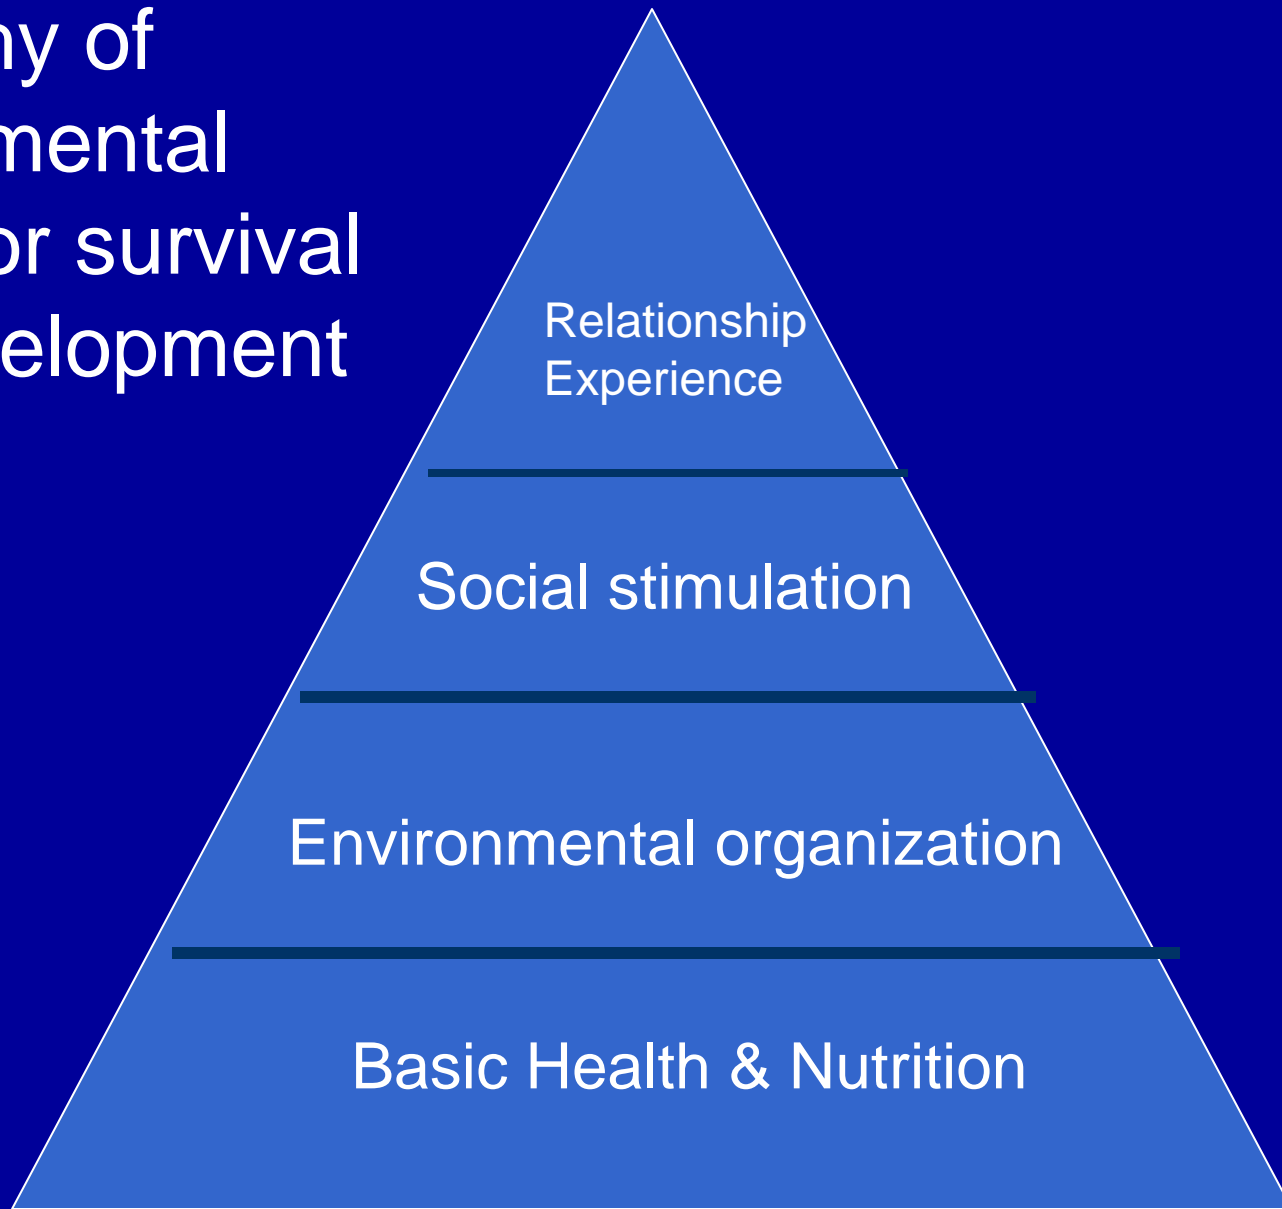 ny of
mental
or survival
elopment
Relationship
Experience
Social stimulation
Environmental organization
Basic Health & Nutrition